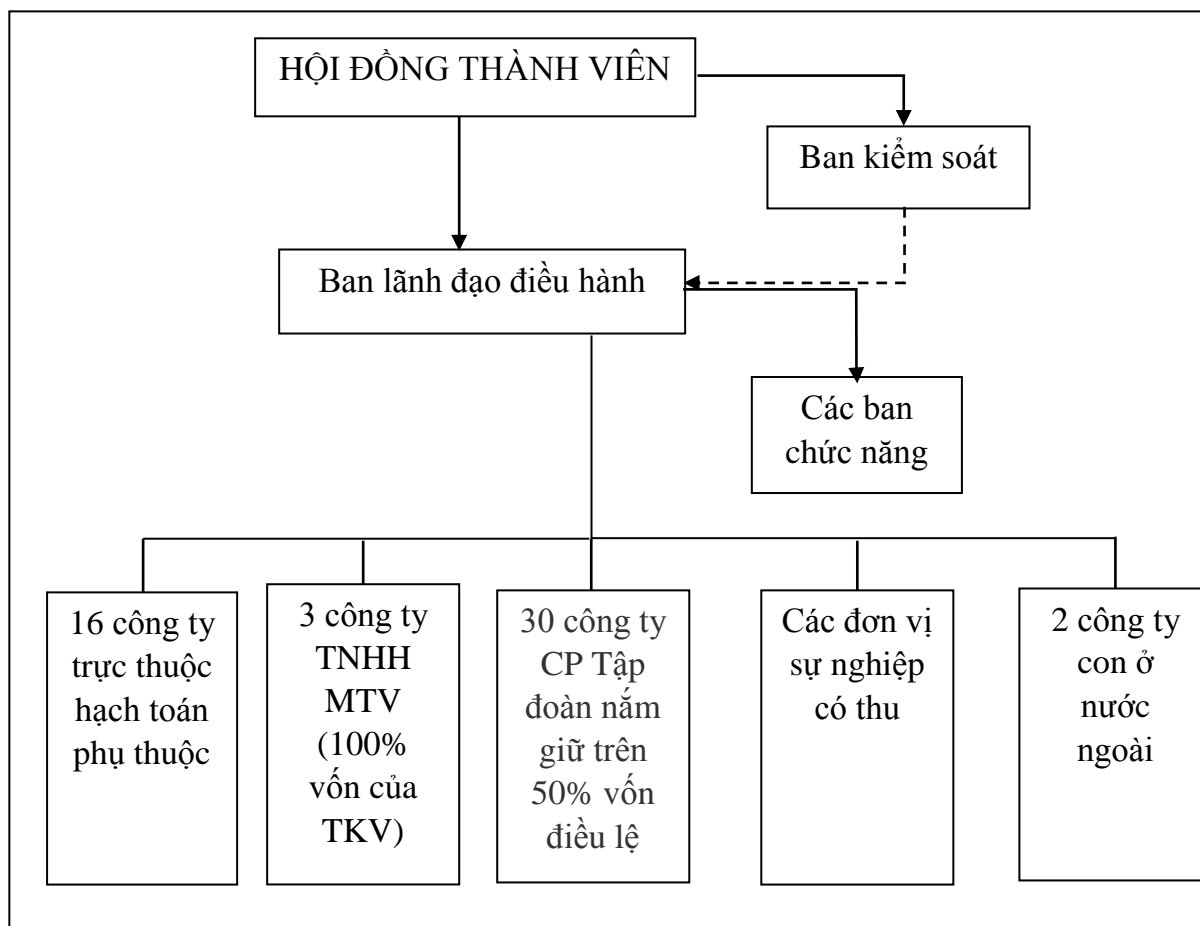 HỘI ĐỒNG THÀNH VIÊN
Ban kiểm soát
Ban lãnh đạo điều hành
Các ban
chức năng
16 công ty
trực thuộc
hạch toán
phụ thuộc
3 công ty
TNHH
MTV
(100%
vốn của
TKV)
30 công ty
CP Tập
đoàn nắm
giữ trên
50% vốn
điều lệ
Các đơn vị
sự nghiệp
có thu
2 công ty
con ở
nước
ngoài